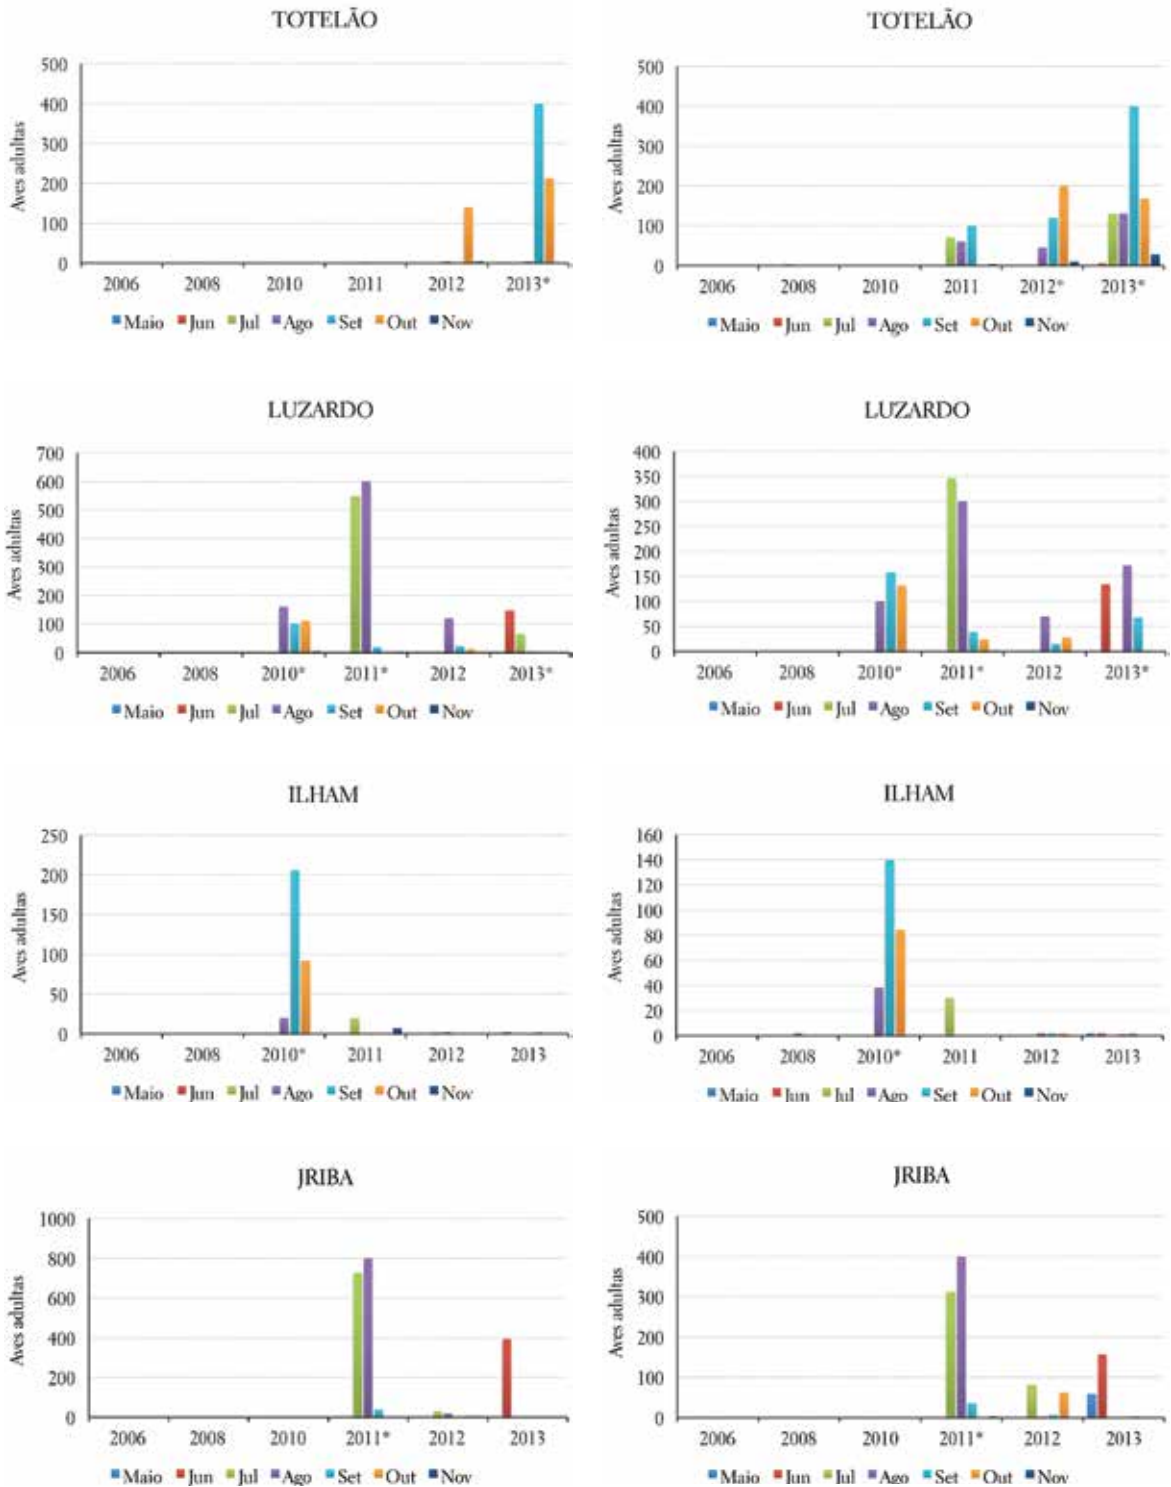 TOTELÃO
Aves adultas
500
400
300
200
100
0
2006 2008 2010 2011 2012 2013*
Maio Jun Jul Ago Set Out Nov
TOTELÃO
Aves adultas
500
400
300
200
100
0
2006 2008 2010 2011 2012* 2013*
Maio Jun Jul Ago Set Out Nov
LUZARDO
Aves adultas
700
600
500
400
300
200
100
0
2006 2008 2010* 2011* 2012 2013*
Maio Jun Jul Ago Set Out Nov
LUZARDO
Aves adultas
400
350
300
250
200
150
100
50
0
2006 2008 2010* 2011* 2012 2013*
Maio Jun Jul Ago Set Out Nov
ILHAM
Aves adultas
250
200
150
100
50
0
2006 2008 2010* 2011 2012 2013
Maio Jun Jul Ago Set Out Nov
ILHAM
Aves adultas
160
140
120
100
80
60
40
20
0
2006 2008 2010* 2011 2012 2013
Maio Jun Jul Ago Set Out Nov
JRIBA
Aves adultas
1000
800
600
400
200
0
2006 2008 2010 2011* 2012 2013
Maio Jun Jul Ago Set Out Nov
JRIBA
Aves adultas
500
400
300
200
100
0
2006 2008 2010 2011* 2012 2013
Maio Jun Jul Ago Set Out Nov